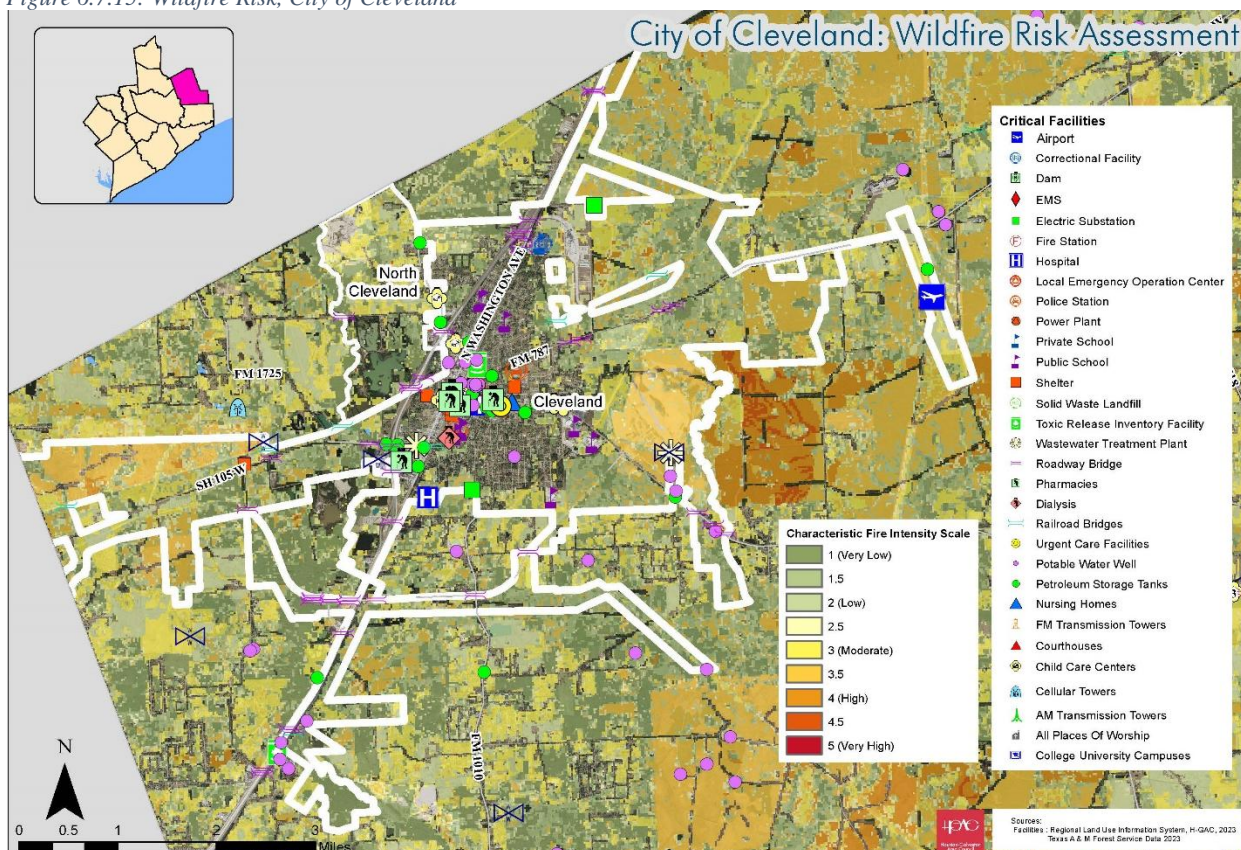 Figure 6.7.15: Wildfire Risk, City of Cleveland
City of Cleveland: Wildfire Risk Assessment
Critical Facilities
Airport
Correctional Facility
Dam
EMS
Electric Substation
Fire Station
Hospital
Local Emergency Operation Center
Police Station
Power Plant
Private School
Public School
Shelter
Solid Waste Landfill
Toxic Release Inventory Facility
Wastewater Treatment Plant
Roadway Bridge
Pharmacies
Dialysis
Railroad Bridges
Urgent Care Facilities
Potable Water Well
Petroleum Storage Tanks
Nursing Homes
FM Transmission Towers
Courthouses
Child Care Centers
Cellular Towers
AM Transmission Towers
All Places Of Worship
College University Campuses
North
Cleveland
N WASHINGTON AVE
FM 787
FM 1725
Cleveland
SH 105 W
H
FM 1010
Characteristic Fire Intensity Scale
1 (Very Low)
1.5
2 (Low)
2.5
3 (Moderate)
3.5
4 (High)
4.5
5 (Very High)
N
0 0.5 1 2 3
Miles
H-GAC
Sources:
Facilities : Regional Land Use Information System, H-GAC, 2023
Texas A & M Forest Service Data 2023